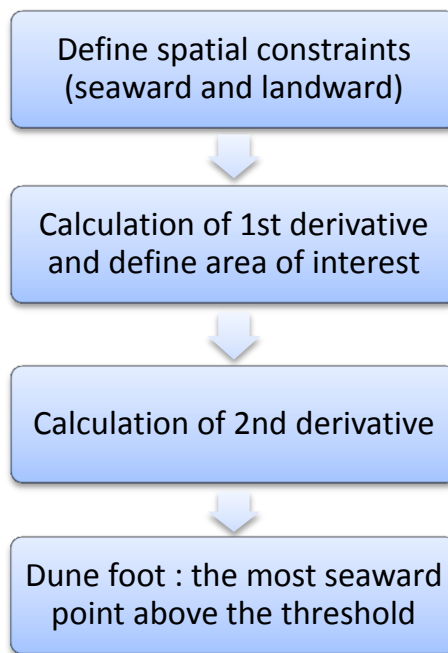 Define spatial constraints
(seaward and landward)
Calculation of 1st derivative
and define area of interest
Calculation of 2nd derivative
Dune foot : the most seaward
point above the threshold